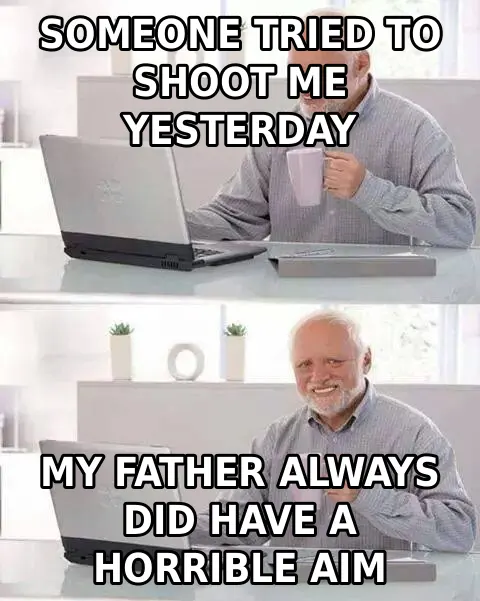 SOMEONE TRIED TO
SHOOT ME
YESTERDAY
MY FATHER ALWAYS
DID HAVE A
HORRIBLE AIM